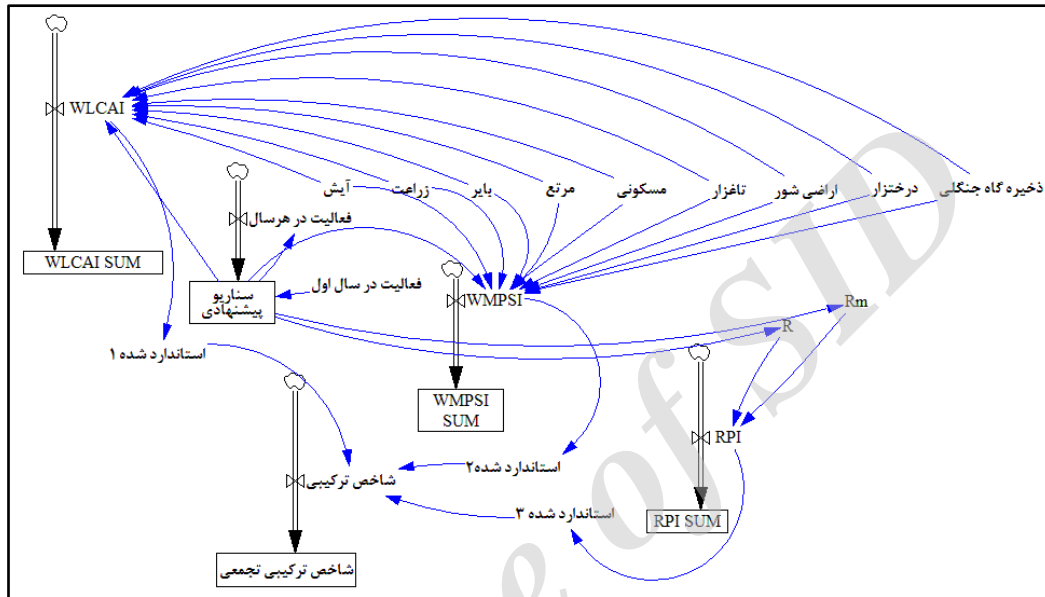 WLCAI
ذخیره گاه جنگلی
درختزار
اراضی شور
تاغزار
مسکونی
مرتع
بایر
زراعت
آیش
فعالیت در هرسال
WLCAI SUM
فعالیت در سال اول
سناریو
پیشنهادی
WMPSI
Rm
R
استاندارد شده ۱
WMPSI
SUM
RPI
استاندارد شده۲
شاخص ترکیبی
استاندارد شده ۳
RPI SUM
شاخص ترکیبی تجمعی
e of SID